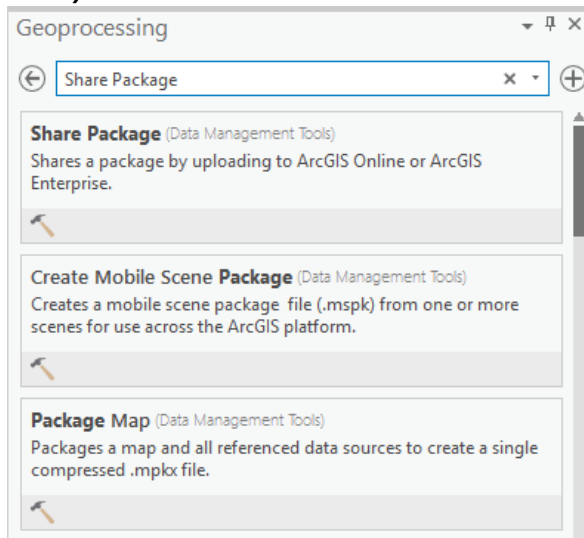 Geoprocessing
Share Package
Share Package (Data Management Tools)
Shares a package by uploading to ArcGIS Online or ArcGIS
Enterprise.
Create Mobile Scene Package (Data Management Tools)
Creates a mobile scene package file (.mspk) from one or more
scenes for use across the ArcGIS platform.
Package Map (Data Management Tools)
Packages a map and all referenced data sources to create a single
compressed .mpkx file.